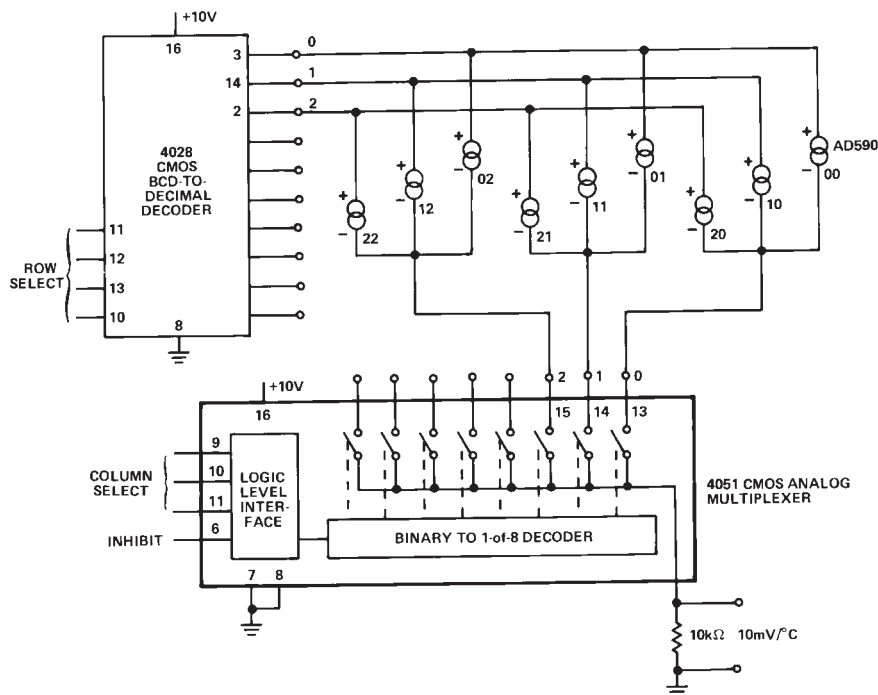 +10V
16
3
0
14
1
2
2
4028
CMOS
BCD-TO-
DECIMAL
DECODER
11
12
13
10
ROW
SELECT
8
+
−
22
+
−
12
+
−
02
+
−
21
+
−
11
+
−
01
+
−
20
+
−
10
+
−
AD590
00
+10V
16
2
1
0
15
14
13
9
10
11
6
COLUMN
SELECT
INHIBIT
LOGIC
LEVEL
INTER-
FACE
BINARY TO 1-of-8 DECODER
4051 CMOS ANALOG
MULTIPLEXER
7
8
10kΩ
10mV/°C